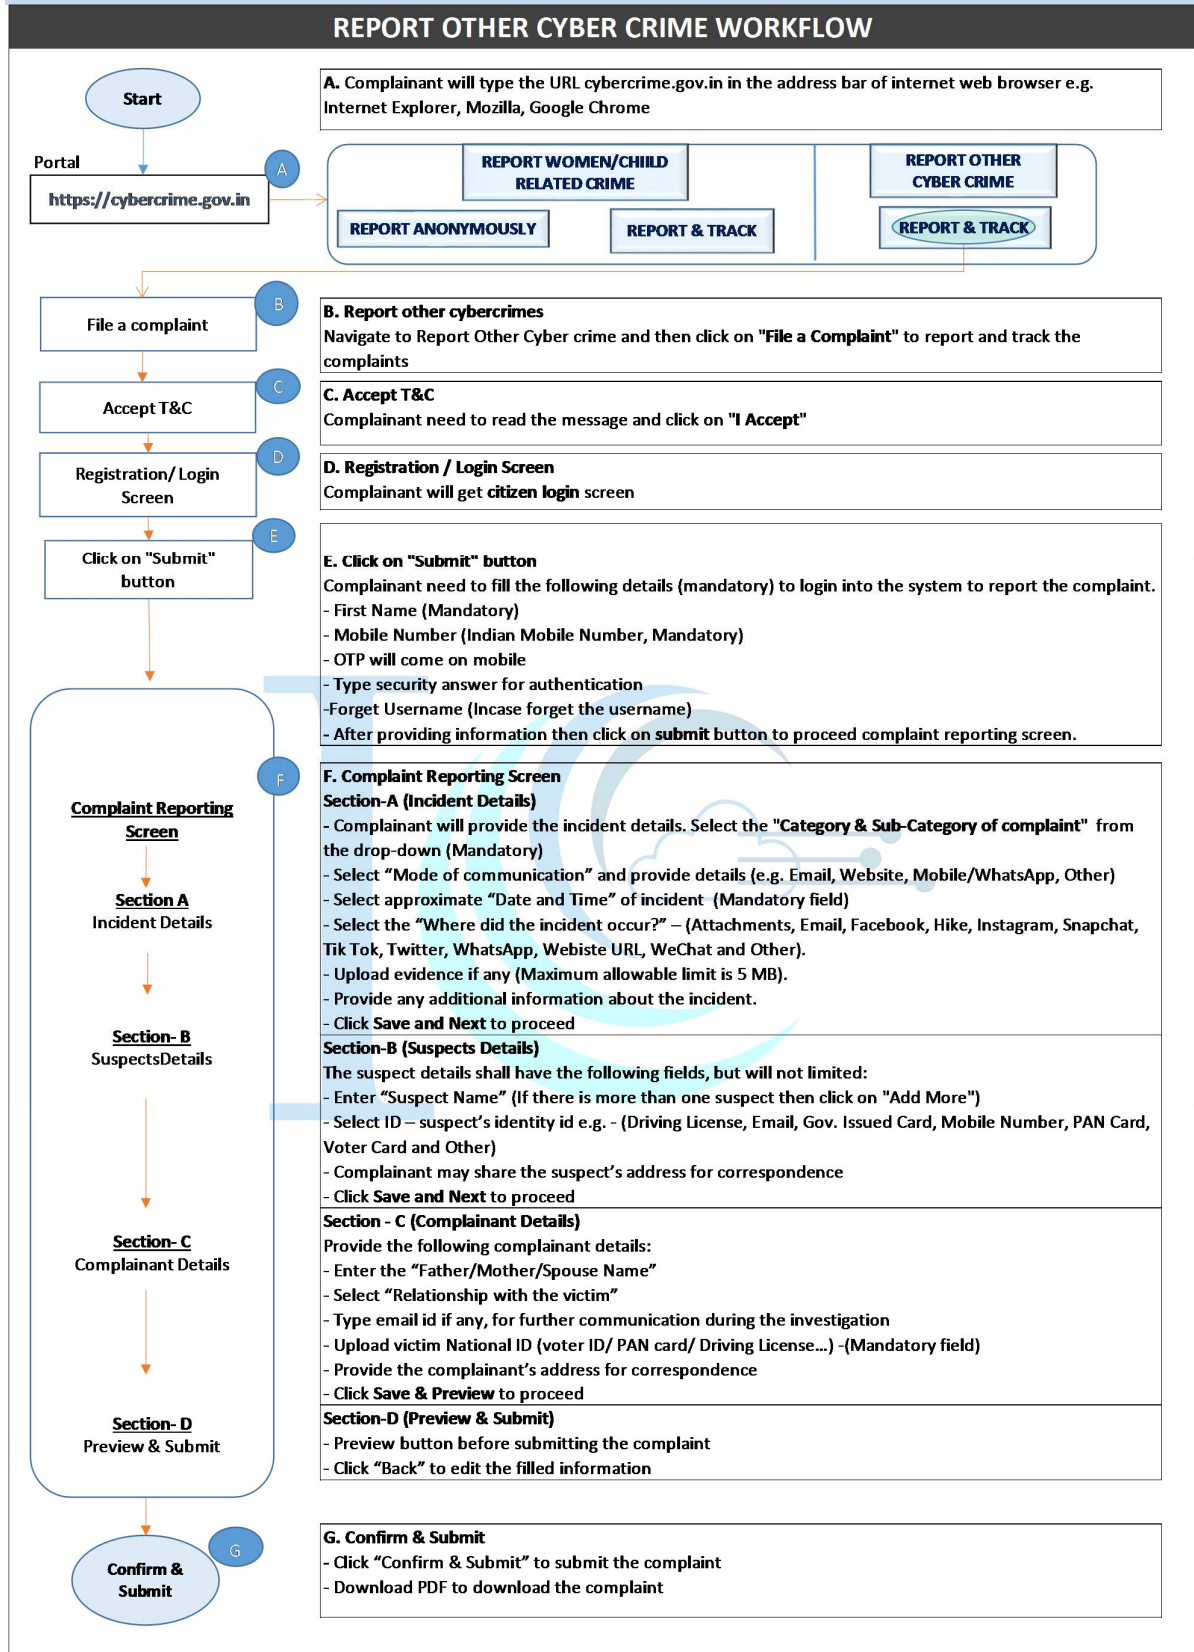 REPORT OTHER CYBER CRIME WORKFLOW
Start
A. Complainant will type the URL cybercrime.gov.in in the address bar of internet web browser e.g.
Internet Explorer, Mozilla, Google Chrome
Portal
A
https://cybercrime.gov.in
REPORT WOMEN/CHIILD
RELATED CRIME
REPORT OTHER
CYBER CRIME
REPORT ANONYMOUSLY
REPORT & TRACK
REPORT & TRACK
B
File a complaint
B. Report other cybercrimes
Navigate to Report Other Cyber crime and then click on "File a Complaint" to report and track the
complaints
C
Accept T&C
C. Accept T&C
Complainant need to read the message and click on "I Accept"
D
Registration/ Login
Screen
D. Registration / Login Screen
Complainant will get citizen login screen
E
Click on "Submit"
button
E. Click on "Submit" button
Complainant need to fill the following details (mandatory) to login into the system to report the complaint.
- First Name (Mandatory)
- Mobile Number (Indian Mobile Number, Mandatory)
- OTP will come on mobile
- Type security answer for authentication
-Forget Username (Incase forget the username)
- After providing information then click on submit button to proceed complaint reporting screen.
F
Complaint Reporting
Screen
Section A
Incident Details
Section- B
SuspectsDetails
Section- C
Complainant Details
Section- D
Preview & Submit
F. Complaint Reporting Screen
Section-A (Incident Details)
- Complainant will provide the incident details. Select the "Category & Sub-Category of complaint" from
the drop-down (Mandatory)
- Select “Mode of communication” and provide details (e.g. Email, Website, Mobile/WhatsApp, Other)
- Select approximate “Date and Time” of incident (Mandatory field)
- Select the “Where did the incident occur?” – (Attachments, Email, Facebook, Hike, Instagram, Snapchat,
Tik Tok, Twitter, WhatsApp, Webiste URL, WeChat and Other).
- Upload evidence if any (Maximum allowable limit is 5 MB).
- Provide any additional information about the incident.
- Click Save and Next to proceed
Section-B (Suspects Details)
The suspect details shall have the following fields, but will not limited:
- Enter “Suspect Name” (If there is more than one suspect then click on "Add More")
- Select ID – suspect’s identity id e.g. - (Driving License, Email, Gov. Issued Card, Mobile Number, PAN Card,
Voter Card and Other)
- Complainant may share the suspect’s address for correspondence
- Click Save and Next to proceed
Section - C (Complainant Details)
Provide the following complainant details:
- Enter the “Father/Mother/Spouse Name”
- Select “Relationship with the victim”
- Type email id if any, for further communication during the investigation
- Upload victim National ID (voter ID/ PAN card/ Driving License...) -(Mandatory field)
- Provide the complainant’s address for correspondence
- Click Save & Preview to proceed
Section-D (Preview & Submit)
- Preview button before submitting the complaint
- Click “Back” to edit the filled information
G
Confirm &
Submit
G. Confirm & Submit
- Click “Confirm & Submit” to submit the complaint
- Download PDF to download the complaint